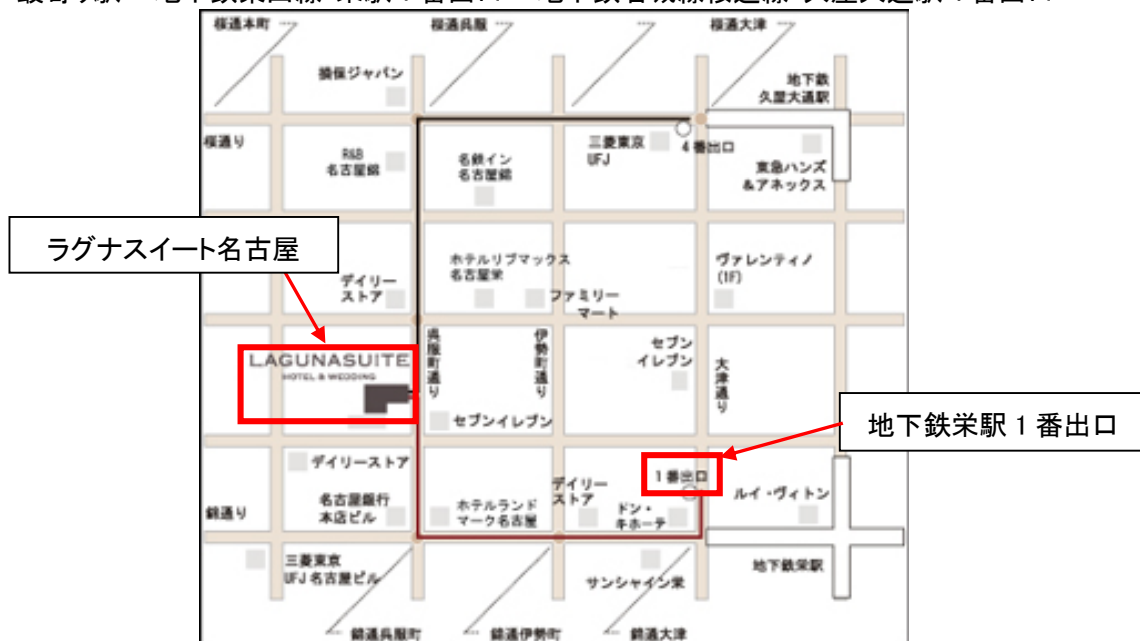 桜通本町
桜通呉服
桜通大津
損保ジャパン
地下鉄
久屋大通駅
桜通り
R&B
名古屋錦
名鉄イン
名古屋錦
三菱東京
UFJ
4番出口
東急ハンズ
&アネックス
ラグナスイート名古屋
デイリー
ストア
ホテルリブマックス
名古屋栄
ファミリー
マート
ヴァレンティノ
(1F)
LAGUNASUITE
HOTEL & WEDDING
呉服町通り
伊勢町通り
セブン
イレブン
大津通り
セブンイレブン
地下鉄栄駅 1 番出口
デイリーストア
1番出口
デイリー
ストア
名古屋銀行
本店ビル
ホテルランド
マーク名古屋
ドン・
キホーテ
ルイ・ヴィトン
錦通り
三菱東京
UFJ名古屋ビル
サンシャイン栄
地下鉄栄駅
錦通呉服町
錦通伊勢町
錦通大津